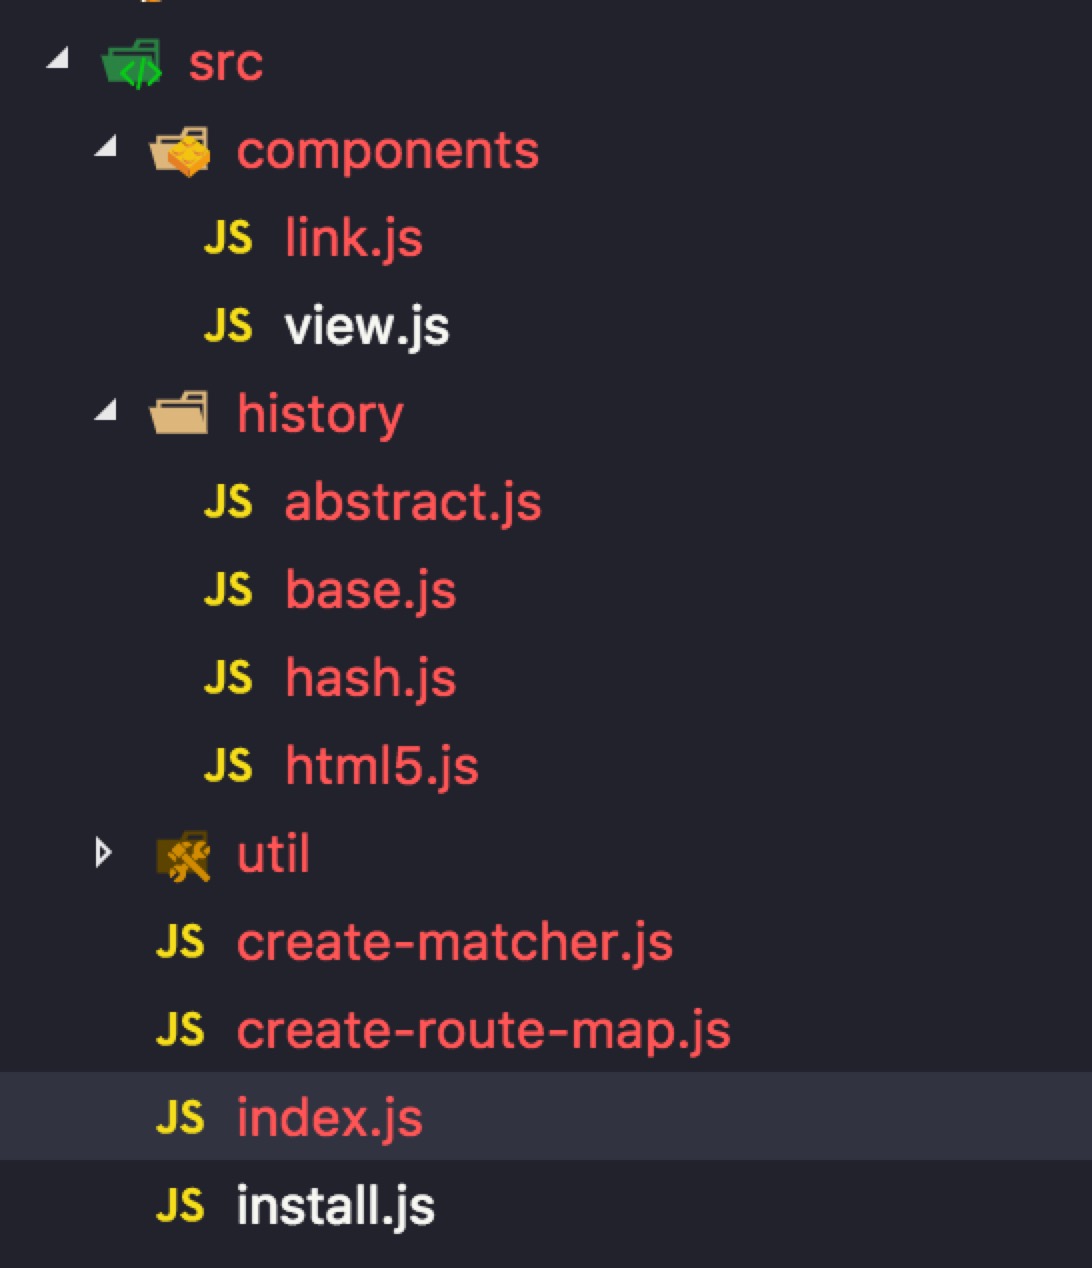 src
components
JS link.js
JS view.js
history
JS abstract.js
JS base.js
JS hash.js
JS html5.js
util
JS create-matcher.js
JS create-route-map.js
JS index.js
JS install.js